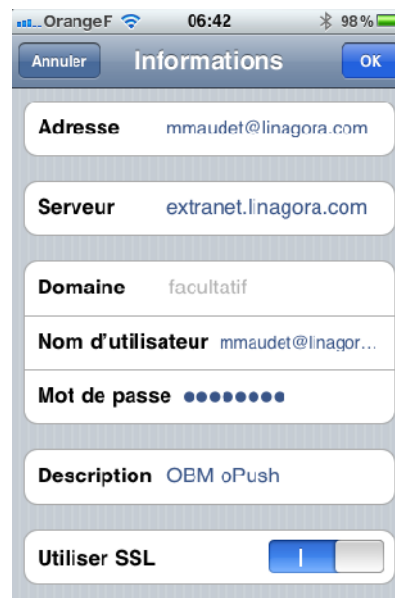 OrangeF 06:42 98 %
Annuler Informations OK
Adresse mmaudet@linagora.com
Serveur extranet.linagora.com
Domaine facultatif
Nom d'utilisateur mmaudet@linagor...
Mot de passe ●●●●●●●●
Description OBM oPush
Utiliser SSL